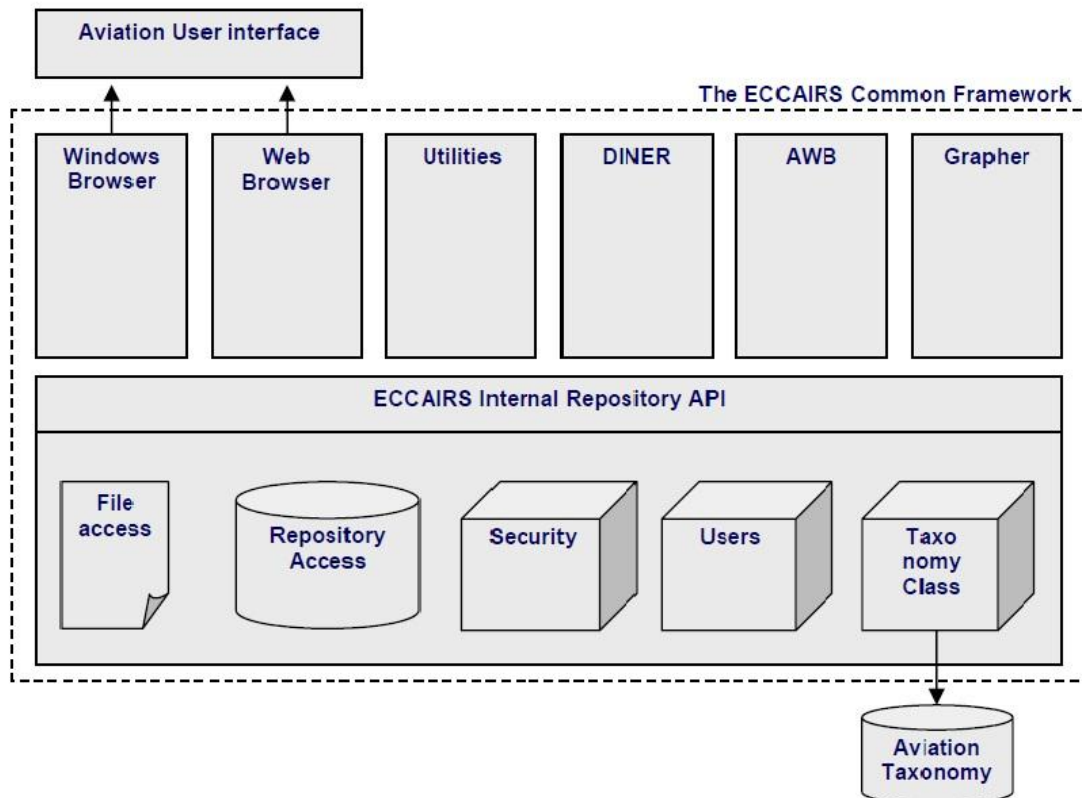 Aviation User interface
The ECCAIRS Common Framework
Windows
Browser
Web
Browser
Utilities
DINER
AWB
Grapher
ECCAIRS Internal Repository API
File
access
Repository
Access
Security
Users
Taxo
nomy
Class
Aviation
Taxonomy